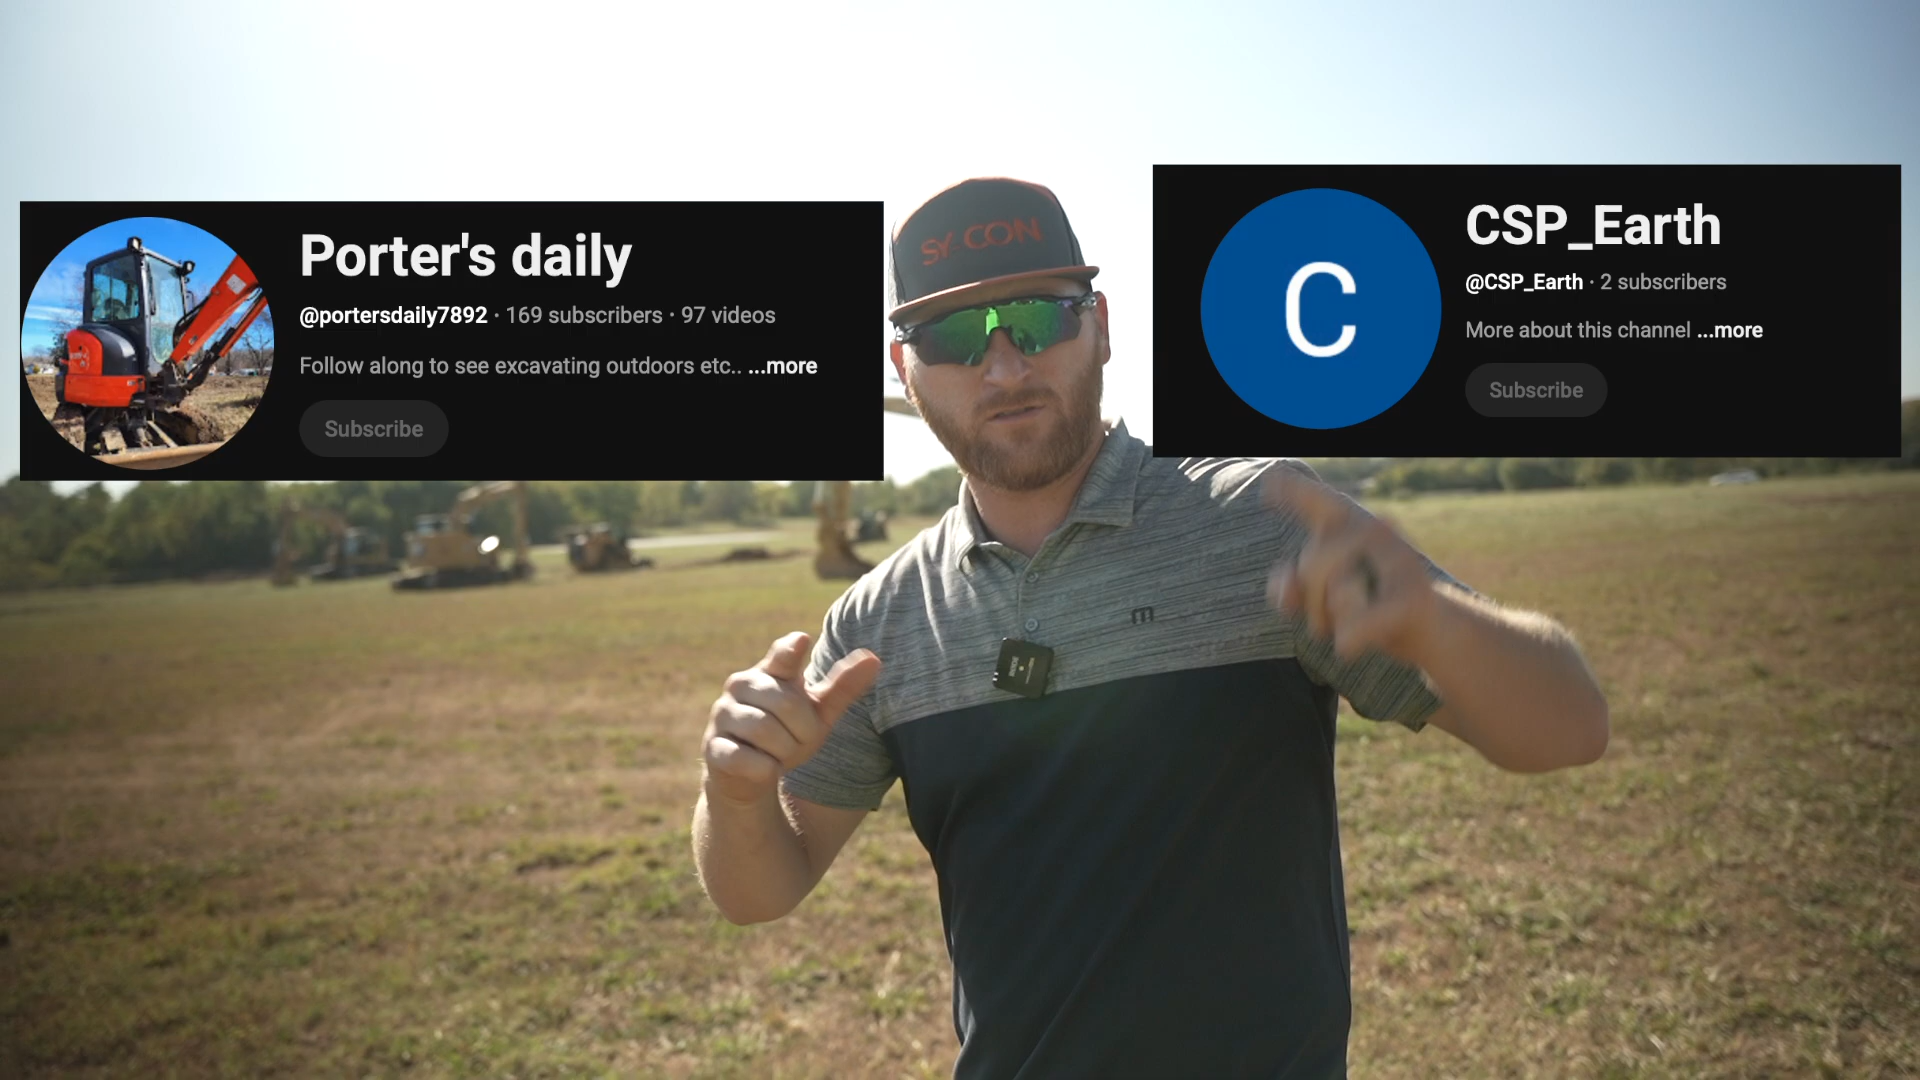 Porter's daily
@portersdaily7892 · 169 subscribers · 97 videos
Follow along to see excavating outdoors etc.. ...more
Subscribe
SY-CON
C
CSP_Earth
@CSP_Earth · 2 subscribers
More about this channel ...more
Subscribe
m